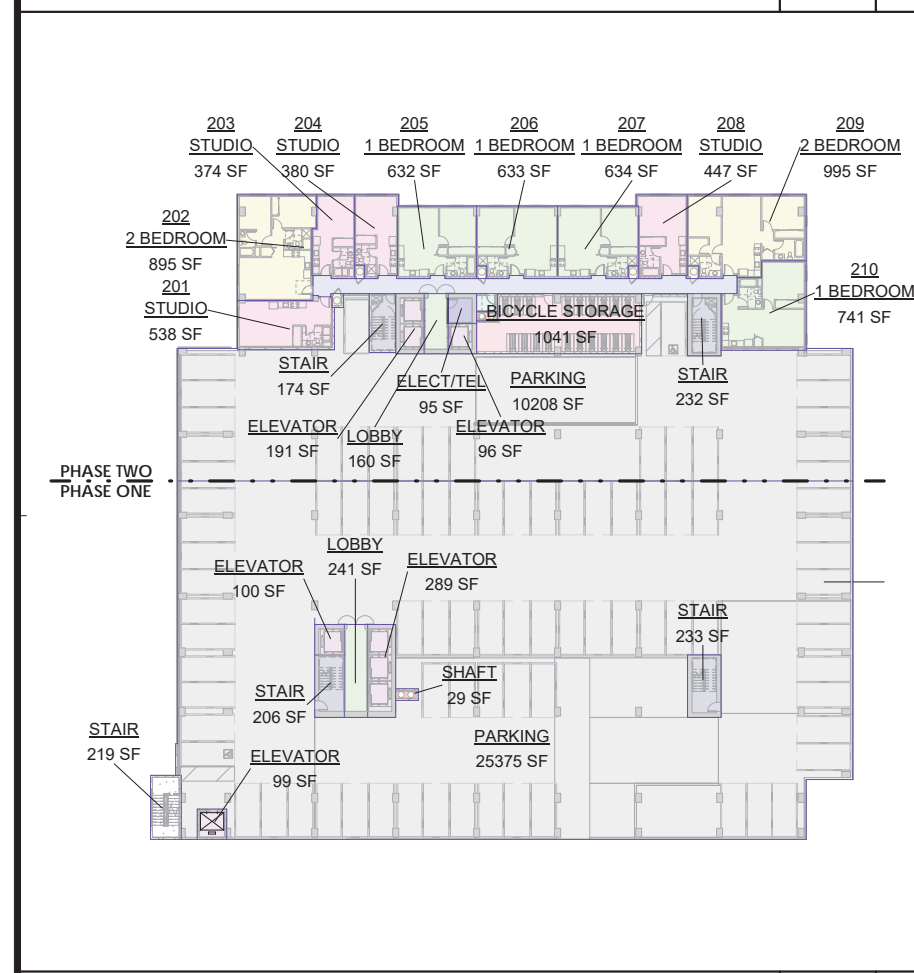 203
STUDIO
374 SF
204
STUDIO
380 SF
205
1 BEDROOM
632 SF
206
1 BEDROOM
633 SF
207
1 BEDROOM
634 SF
208
STUDIO
447 SF
209
2 BEDROOM
995 SF
202
2 BEDROOM
895 SF
201
STUDIO
538 SF
210
1 BEDROOM
741 SF
BICYCLE STORAGE
1041 SF
STAIR
174 SF
ELECT/TEL
95 SF
PARKING
10208 SF
STAIR
232 SF
ELEVATOR
191 SF
LOBBY
160 SF
ELEVATOR
96 SF
PHASE TWO
PHASE ONE
LOBBY
241 SF
ELEVATOR
100 SF
ELEVATOR
289 SF
STAIR
233 SF
STAIR
206 SF
SHAFT
29 SF
STAIR
219 SF
ELEVATOR
99 SF
PARKING
25375 SF